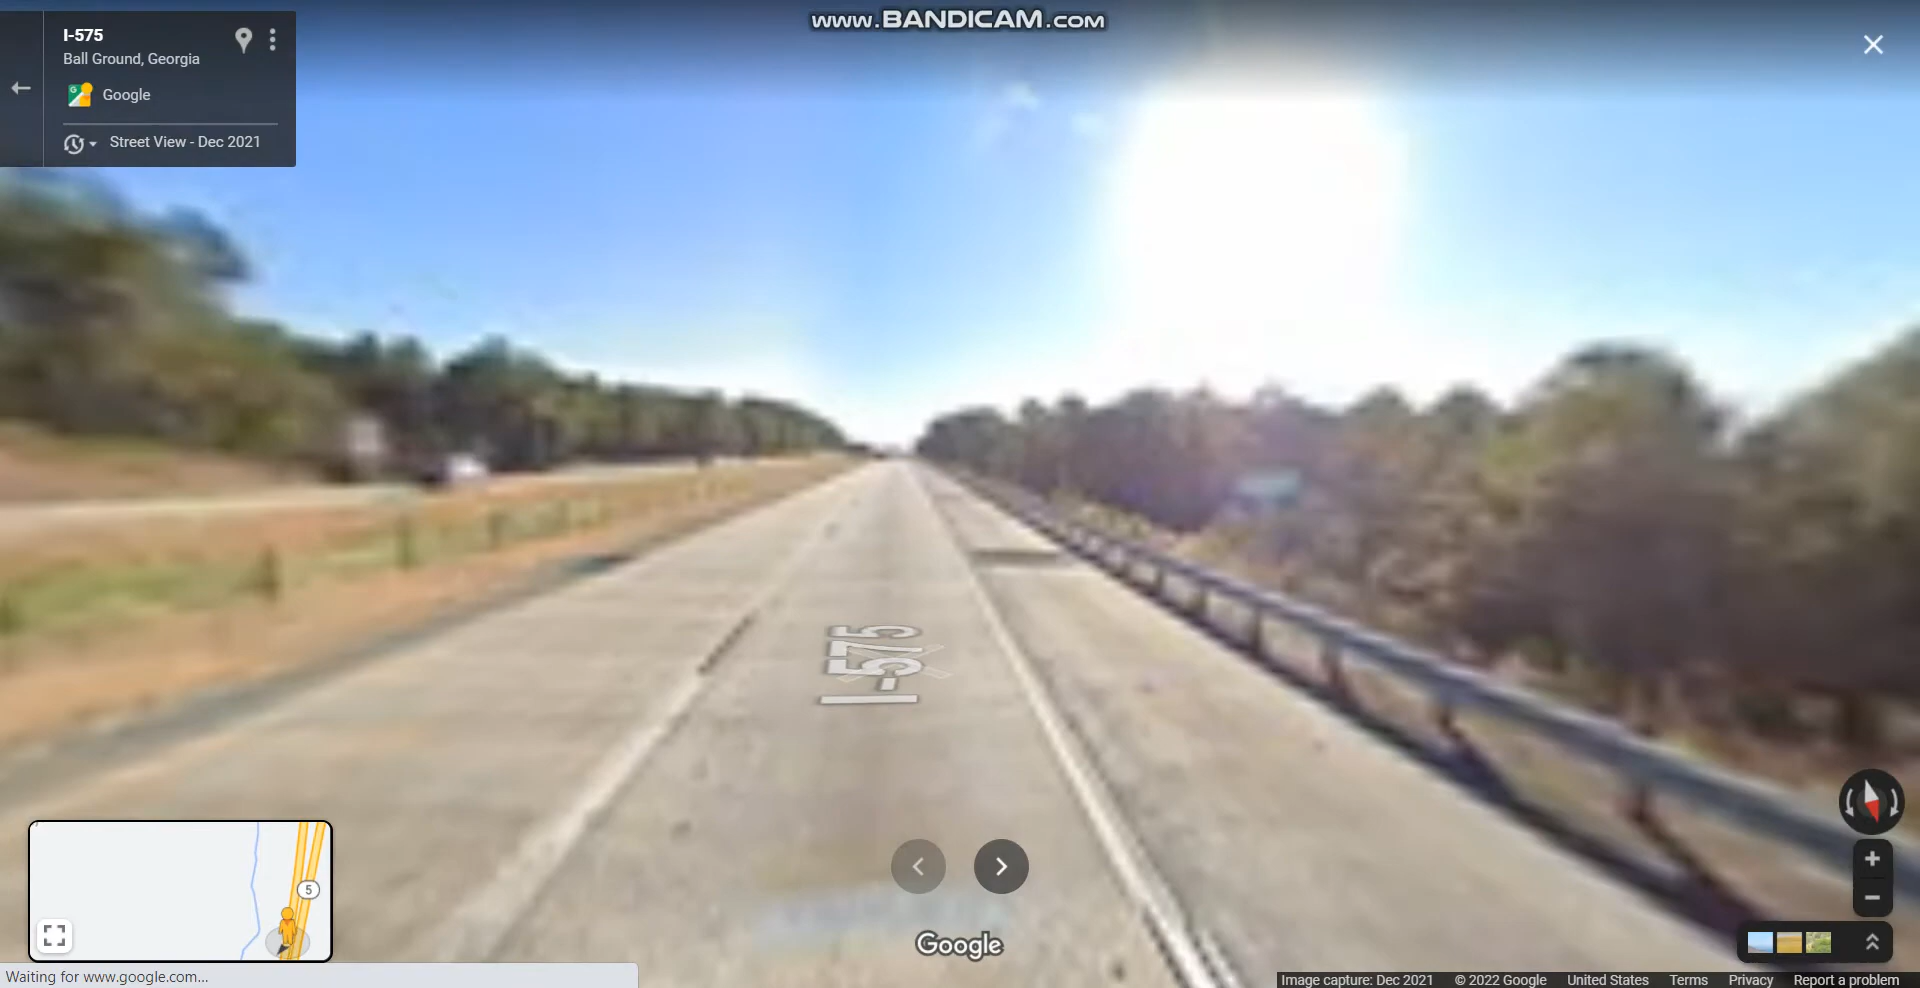 www.BANDICAM.com
I-575
Ball Ground, Georgia
Google
Street View - Dec 2021
I-575
5
Google
Waiting for www.google.com...
Image capture: Dec 2021 © 2022 Google United States Terms Privacy Report a problem